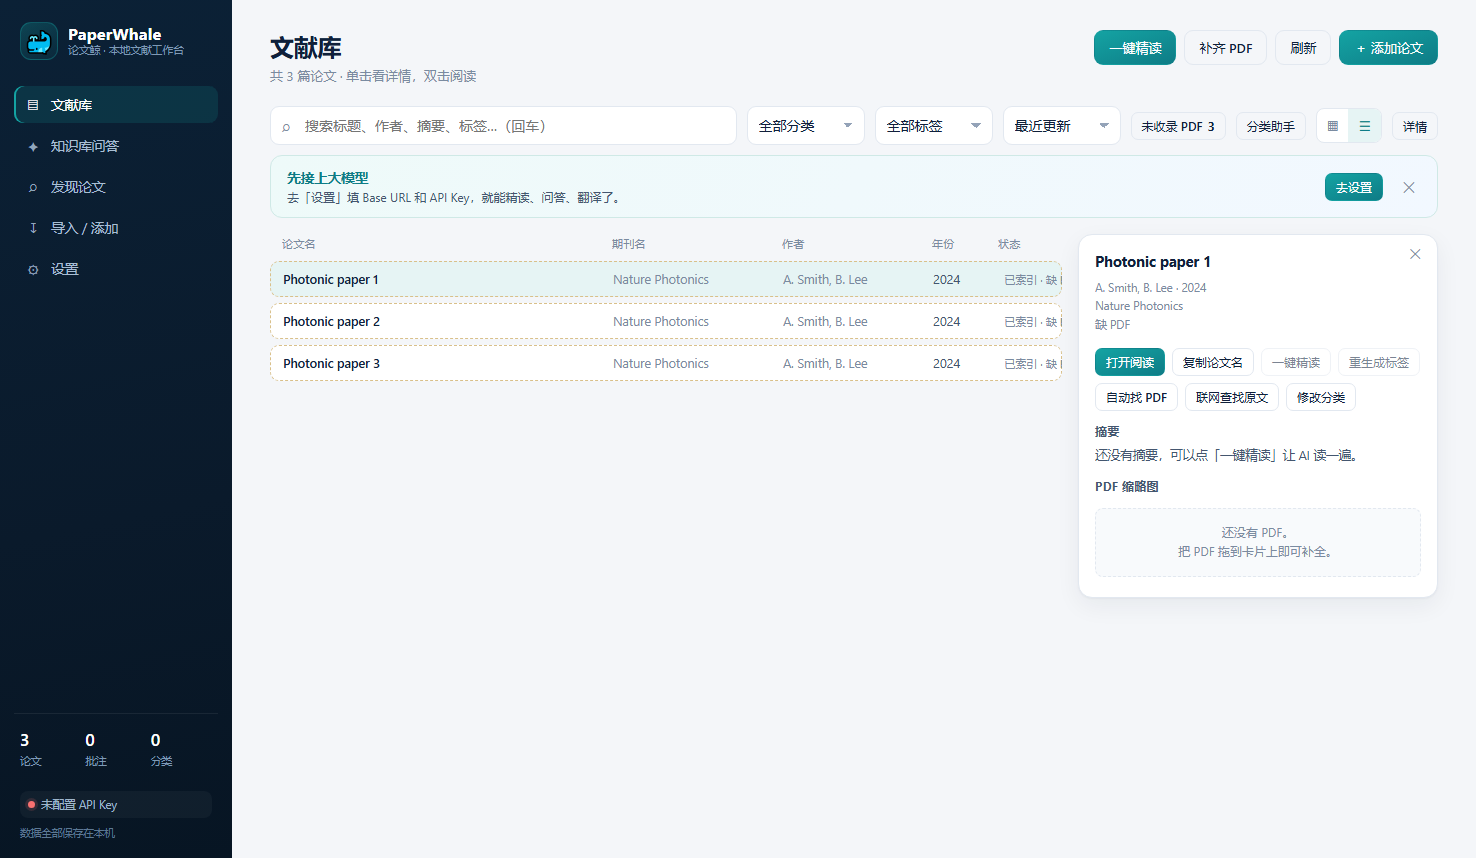 PaperWhale
论文鲸 · 本地文献工作台
文献库
知识库问答
发现论文
导入 / 添加
设置
3
0
0
论文
批注
分类
未配置 API Key
数据全部保存在本机
文献库
共 3 篇论文 · 单击看详情，双击阅读
一键精读
补齐 PDF
刷新
+ 添加论文
搜索标题、作者、摘要、标签...（回车）
全部分类
全部标签
最近更新
未收录 PDF 3
分类助手
详情
先接上大模型
去「设置」填 Base URL 和 API Key，就能精读、问答、翻译了。
去设置
论文名 期刊名 作者 年份 状态
Photonic paper 1 Nature Photonics A. Smith, B. Lee 2024 已索引 · 缺
Photonic paper 2 Nature Photonics A. Smith, B. Lee 2024 已索引 · 缺
Photonic paper 3 Nature Photonics A. Smith, B. Lee 2024 已索引 · 缺
Photonic paper 1
A. Smith, B. Lee · 2024
Nature Photonics
缺 PDF
打开阅读
复制论文名
一键精读
重生成标签
自动找 PDF
联网查找原文
修改分类
摘要
还没有摘要，可以点「一键精读」让 AI 读一遍。
PDF 缩略图
还没有 PDF。
把 PDF 拖到卡片上即可补全。